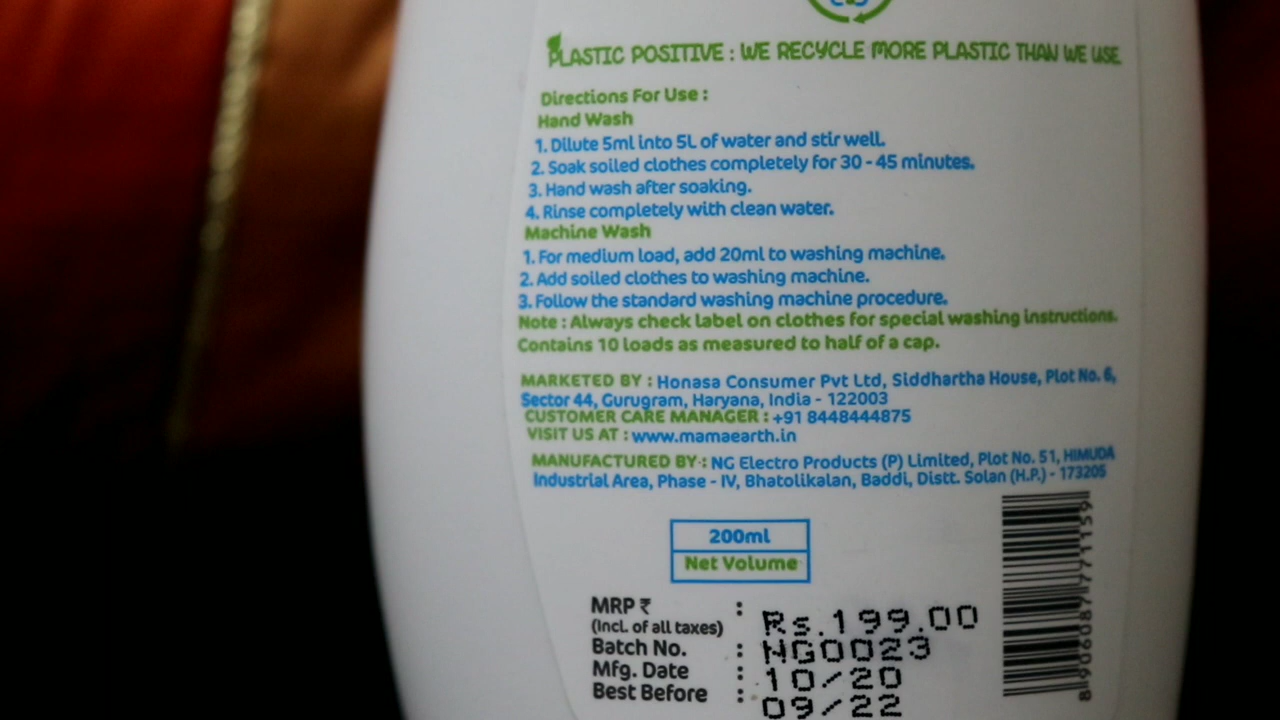 PLASTIC POSITIVE : WE RECYCLE MORE PLASTIC THAN WE USE.
Directions For Use :
Hand Wash
1. Dilute 5ml into 5L of water and stir well.
2. Soak soiled clothes completely for 30 - 45 minutes.
3. Hand wash after soaking.
4. Rinse completely with clean water.
Machine Wash
1. For medium load, add 20ml to washing machine.
2. Add soiled clothes to washing machine.
3. Follow the standard washing machine procedure.
Note : Always check label on clothes for special washing instructions.
Contains 10 loads as measured to half of a cap.
MARKETED BY : Honasa Consumer Pvt Ltd, Siddhartha House, Plot No. 6,
Sector 44, Gurugram, Haryana, India - 122003
CUSTOMER CARE MANAGER : +91 8448444875
VISIT US AT : www.mamaearth.in
MANUFACTURED BY : NG Electro Products (P) Limited, Plot No. 51, HIMUDA
Industrial Area, Phase - IV, Bhatolikalan, Baddi, Distt. Solan (H.P.) - 173205
200ml
Net Volume
MRP ₹ : Rs.199.00
(Incl. of all taxes)
Batch No. : NG0023
Mfg. Date : 10/20
Best Before : 09/22
8906087771159